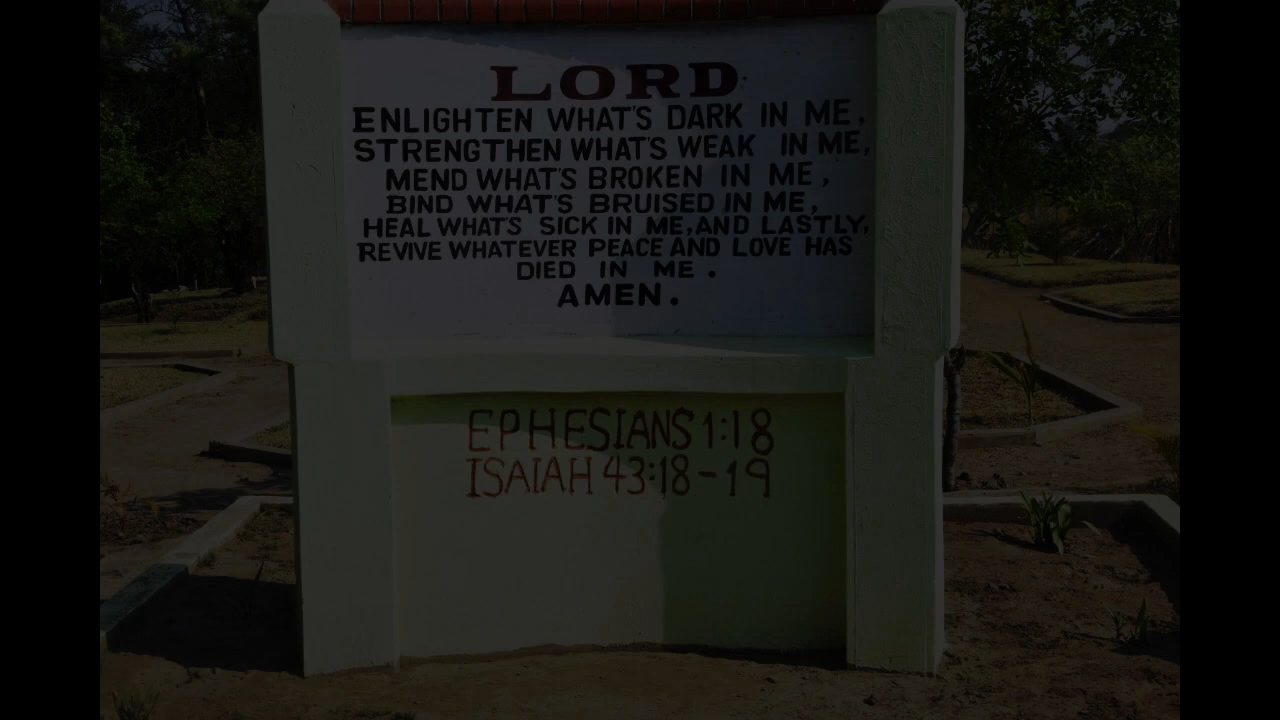 LORD
ENLIGHTEN WHAT'S DARK IN ME,
STRENGTHEN WHAT'S WEAK IN ME,
MEND WHAT'S BROKEN IN ME,
BIND WHAT'S BRUISED IN ME,
HEAL WHAT'S SICK IN ME, AND LASTLY,
REVIVE WHATEVER PEACE AND LOVE HAS
DIED IN ME.
AMEN.
EPHESIANS 1:18
ISAIAH 43:18-19